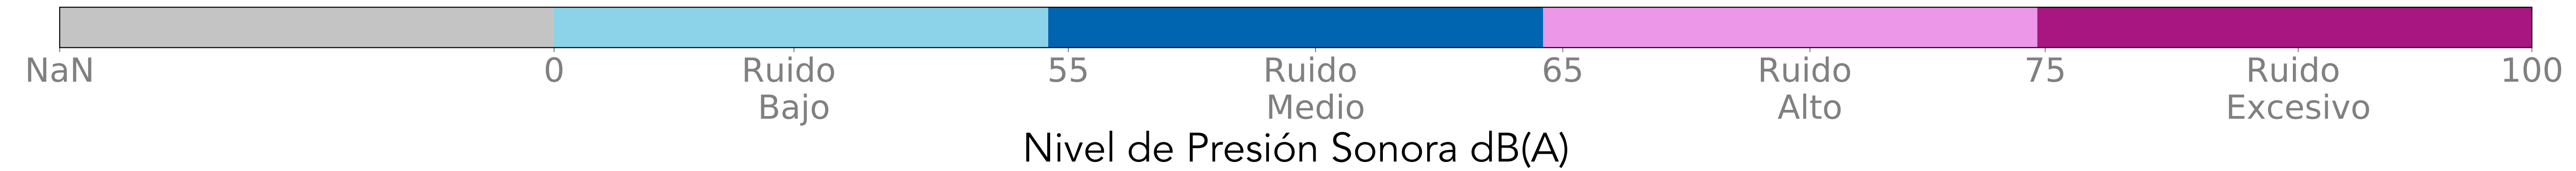 NaN 0 Ruido 55 Ruido 65 Ruido 75 Ruido 100
Bajo Medio Alto Excesivo
Nivel de Presión Sonora dB(A)